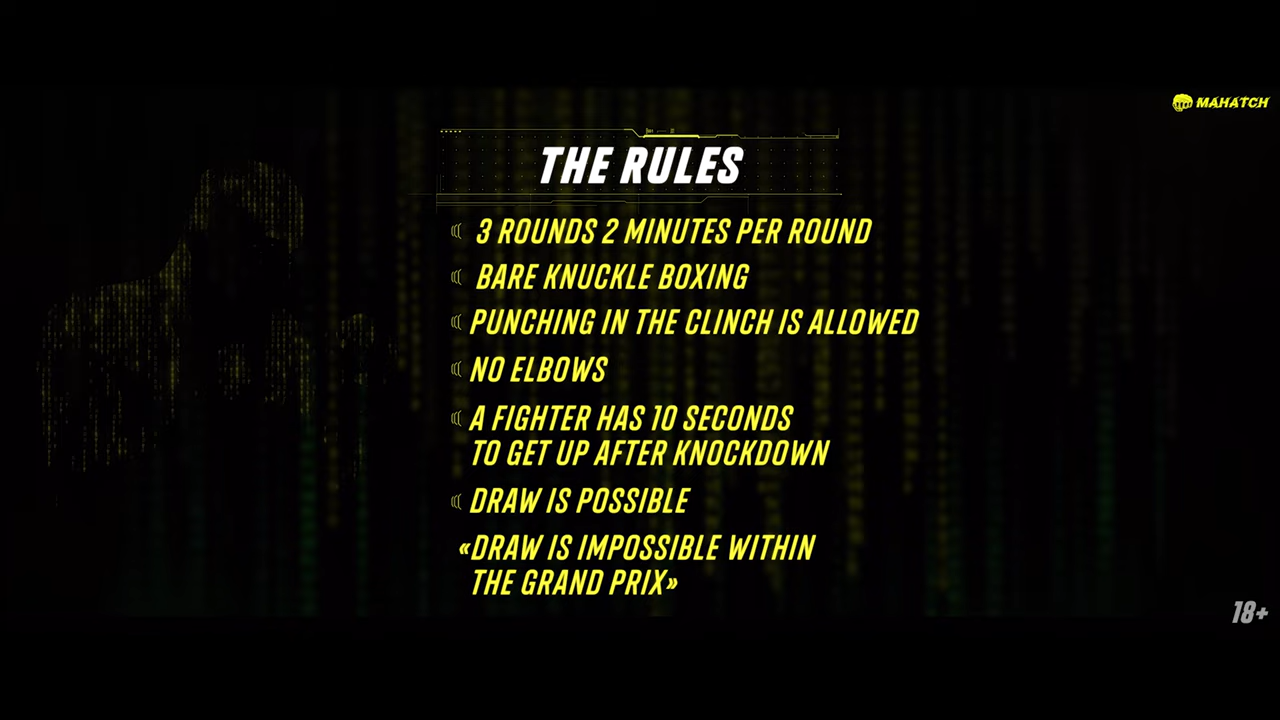 MAHATCH
THE RULES
3 ROUNDS 2 MINUTES PER ROUND
BARE KNUCKLE BOXING
PUNCHING IN THE CLINCH IS ALLOWED
NO ELBOWS
A FIGHTER HAS 10 SECONDS
TO GET UP AFTER KNOCKDOWN
DRAW IS POSSIBLE
«DRAW IS IMPOSSIBLE WITHIN
THE GRAND PRIX»
18+